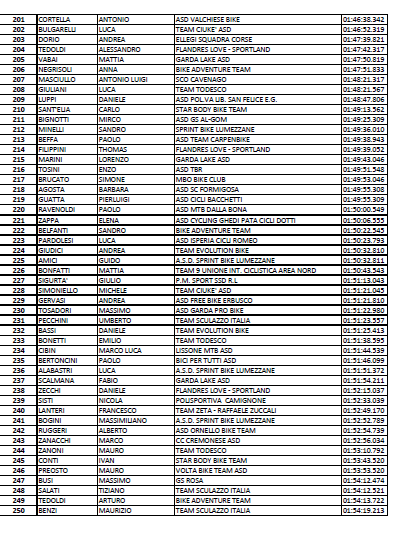 201 CORTELLA ANTONIO ASD VALCHIESE BIKE 01:46:38.342
202 BULGARELLI LUCA TEAM CIUKE' ASD 01:46:52.319
203 DORIO ANDREA ELLEGI SQUADRA CORSE 01:47:39.821
204 TEDOLDI ALESSANDRO FLANDRES LOVE - SPORTLAND 01:47:42.317
205 VABAI MATTIA GARDA LAKE ASD 01:47:50.819
206 NEGRISOLI ANNA BIKE ADVENTURE TEAM 01:47:51.833
207 MASCIULLO ANTONIO LUIGI SCO CAVENAGO 01:48:21.317
208 GIULIANI LUCA TEAM TODESCO 01:48:21.567
209 LUPPI DANIELE ASD POL.VA LIB. SAN FELICE E.G. 01:48:47.806
210 SANT'ELIA CARLO STAR BODY BIKE TEAM 01:49:13.562
211 BIGNOTTI MIRCO ASD GS AL-GOM 01:49:25.309
212 MINELLI SANDRO SPRINT BIKE LUMEZZANE 01:49:36.010
213 BEFFA PAOLO ASD TEAM CARPENBIKE 01:49:38.943
214 FILIPPINI THOMAS FLANDRES LOVE - SPORTLAND 01:49:39.052
215 MARINI LORENZO GARDA LAKE ASD 01:49:43.046
216 TOSINI ENZO ASD TBR 01:49:51.548
217 BRUCATO SIMONE MBO BIKE CLUB 01:49:53.046
218 AGOSTA BARBARA ASD SC FORMIGOSA 01:49:55.308
219 GUATTA PIERLUIGI ASD CICLI BACCHETTI 01:49:55.309
220 RAVENOLDI PAOLO ASD MTB DALLA BONA 01:50:00.549
221 ZAPPA ELENA ASD CYCLING GHEDI PATA CICLI DOTTI 01:50:06.555
222 BELFANTI SANDRO BIKE ADVENTURE TEAM 01:50:22.545
223 PARDOLESI LUCA ASD ISPERIA CICLI ROMEO 01:50:23.793
224 GIUDICI ANDREA TEAM EVOLUTION BIKE 01:50:32.810
225 AMICI GUIDO A.S.D. SPRINT BIKE LUMEZZANE 01:50:32.811
226 BONFATTI MATTIA TEAM 9 UNIONE INT. CICLISTICA AREA NORD 01:50:43.543
227 SIGURTA' GIULIO P.M. SPORT SSD R.L 01:51:13.043
228 SIMONIELLO MICHELE TEAM CIUKE' ASD 01:51:21.045
229 GERVASI ANDREA ASD FREE BIKE ERBUSCO 01:51:21.810
230 TOSADORI MASSIMO ASD GARDA PRO BIKE 01:51:22.980
231 PECCHINI UMBERTO TEAM SCULAZZO ITALIA 01:51:23.557
232 BASSI DANIELE TEAM EVOLUTION BIKE 01:51:25.413
233 BONETTI EMILIO TEAM TODESCO 01:51:38.595
234 CIBIN MARCO LUCA LISSONE MTB ASD 01:51:44.539
235 BERTONCINI PAOLO BICI PER TUTTI ASD 01:51:46.099
236 ALABASTRI LUCA A.S.D. SPRINT BIKE LUMEZZANE 01:51:51.372
237 SCALMANA FABIO GARDA LAKE ASD 01:51:54.211
238 ZECCHI DANIELE FLANDRES LOVE - SPORTLAND 01:52:15.037
239 SISTI NICOLA POLISPORTIVA CAMIGNONE 01:52:33.039
240 LANTERI FRANCESCO TEAM ZETA - RAFFAELE ZUCCALI 01:52:49.170
241 BOGINI MASSIMILIANO A.S.D. SPRINT BIKE LUMEZZANE 01:52:52.789
242 RUGGERI ALBERTO ASD ORNELLO BIKE TEAM 01:52:54.739
243 ZANACCHI MARCO CC CREMONESE ASD 01:52:56.034
244 ZANONI MAURO TEAM TODESCO 01:53:10.792
245 CONTI IVAN STAR BODY BIKE TEAM 01:53:43.520
246 PREOSTO MAURO VOLTA BIKE TEAM ASD 01:53:53.520
247 BUSI MASSIMO GS ROSA 01:54:12.474
248 SALATI TIZIANO TEAM SCULAZZO ITALIA 01:54:12.521
249 TEDOLDI ARTURO BIKE ADVENTURE TEAM 01:54:13.722
250 BENZI MAURIZIO TEAM SCULAZZO ITALIA 01:54:19.213